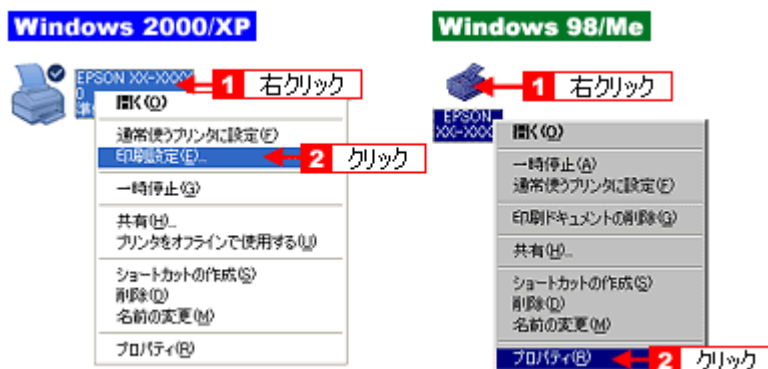 Windows 2000/XP
EPSON XX-XXXX
0
準
1 右クリック
開く(O)
通常使うプリンタに設定(F)
印刷設定(E)...
2 クリック
一時停止(G)
共有(H)...
プリンタをオフラインで使用する(U)
ショートカットの作成(S)
削除(D)
名前の変更(M)
プロパティ(R)
Windows 98/Me
1 右クリック
EPSON
XX-XXX
開く(O)
一時停止(A)
通常使うプリンタに設定(F)
印刷ドキュメントの削除(G)
共有(H)...
ショートカットの作成(S)
削除(D)
名前の変更(M)
プロパティ(R)
2 クリック